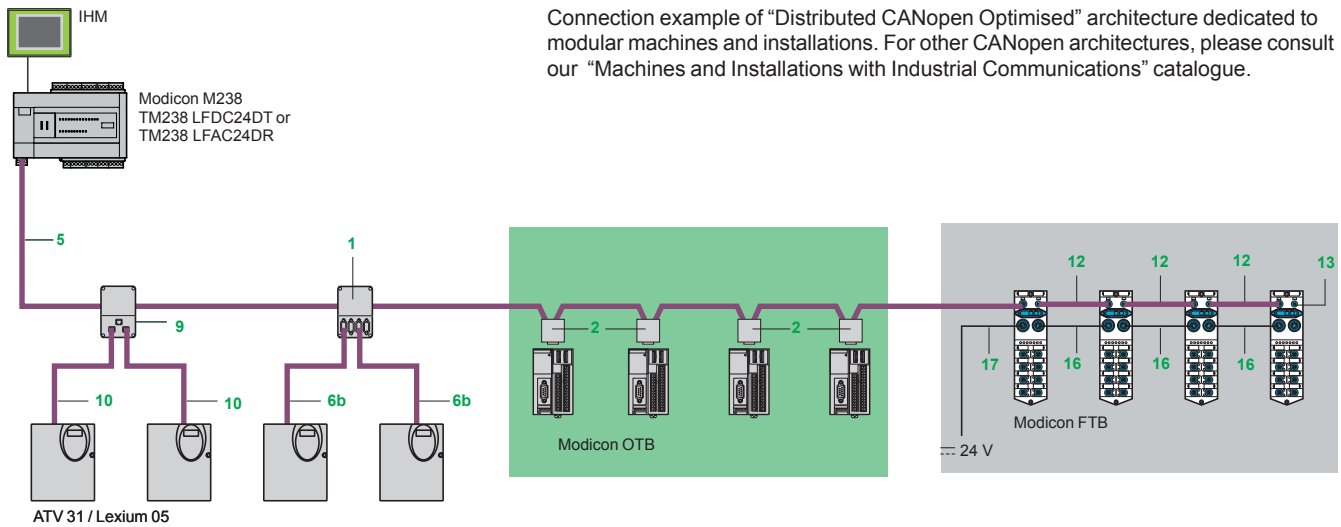 IHM
Connection example of “Distributed CANopen Optimised” architecture dedicated to
modular machines and installations. For other CANopen architectures, please consult
our “Machines and Installations with Industrial Communications” catalogue.
Modicon M238
TM238 LFDC24DT or
TM238 LFAC24DR
5
1
12
12
12
13
9
2
2
17
16
16
16
10
10
6b
6b
Modicon OTB
Modicon FTB
24 V
ATV 31 / Lexium 05